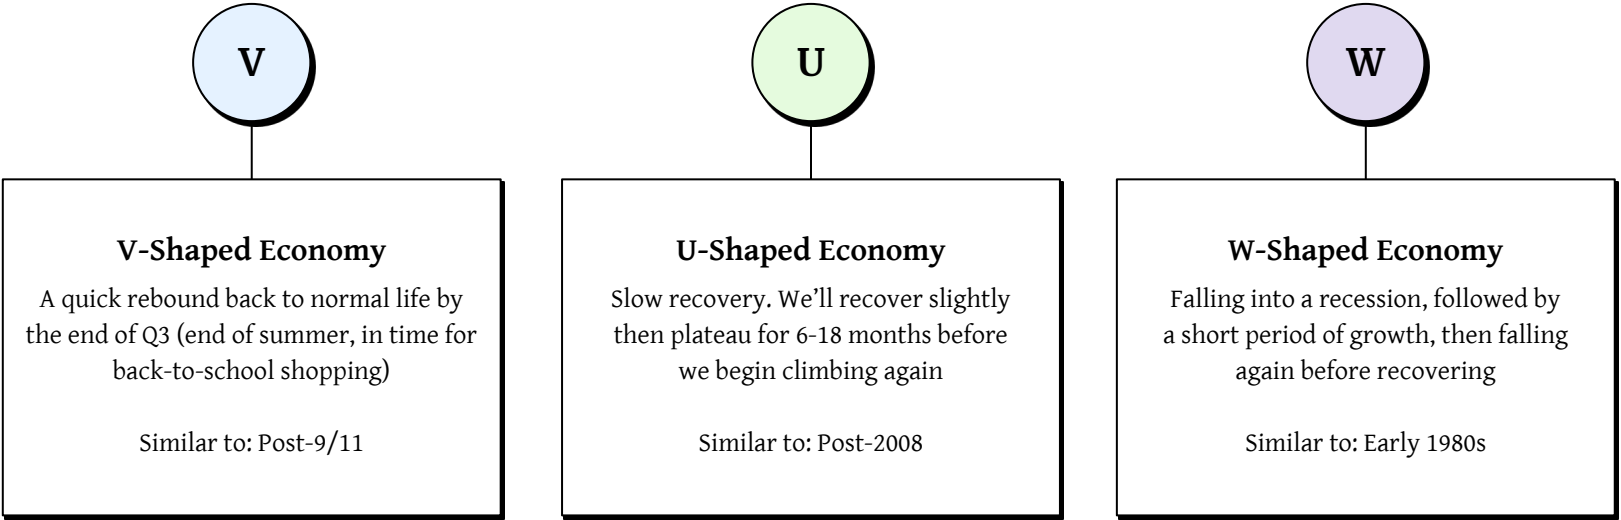 V
V-Shaped Economy
A quick rebound back to normal life by
the end of Q3 (end of summer, in time for
back-to-school shopping)
Similar to: Post-9/11
U
U-Shaped Economy
Slow recovery. We’ll recover slightly
then plateau for 6-18 months before
we begin climbing again
Similar to: Post-2008
W
W-Shaped Economy
Falling into a recession, followed by
a short period of growth, then falling
again before recovering
Similar to: Early 1980s